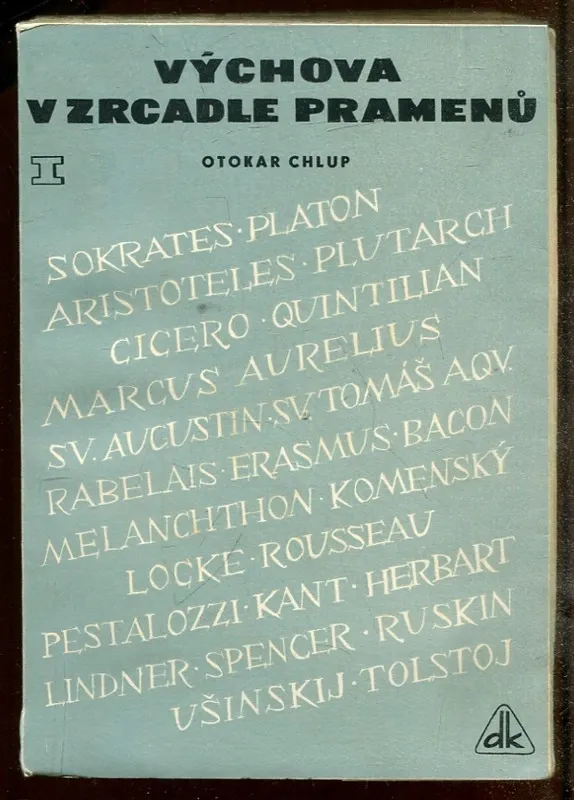 VÝCHOVA
V ZRCADLE PRAMENŮ
I
OTOKAR CHLUP
SOKRATES · PLATON
ARISTOTELES · PLUTARCH
CICERO · QUINTILIAN
MARCUS AURELIUS
SV. AUGUSTIN · SV. TOMÁŠ AQV.
RABELAIS · ERASMUS · BACON
MELANCHTHON · KOMENSKÝ
LOCKE · ROUSSEAU
PESTALOZZI · KANT · HERBART
LINDNER · SPENCER · RUSKIN
UŠINSKIJ · TOLSTOJ
dk